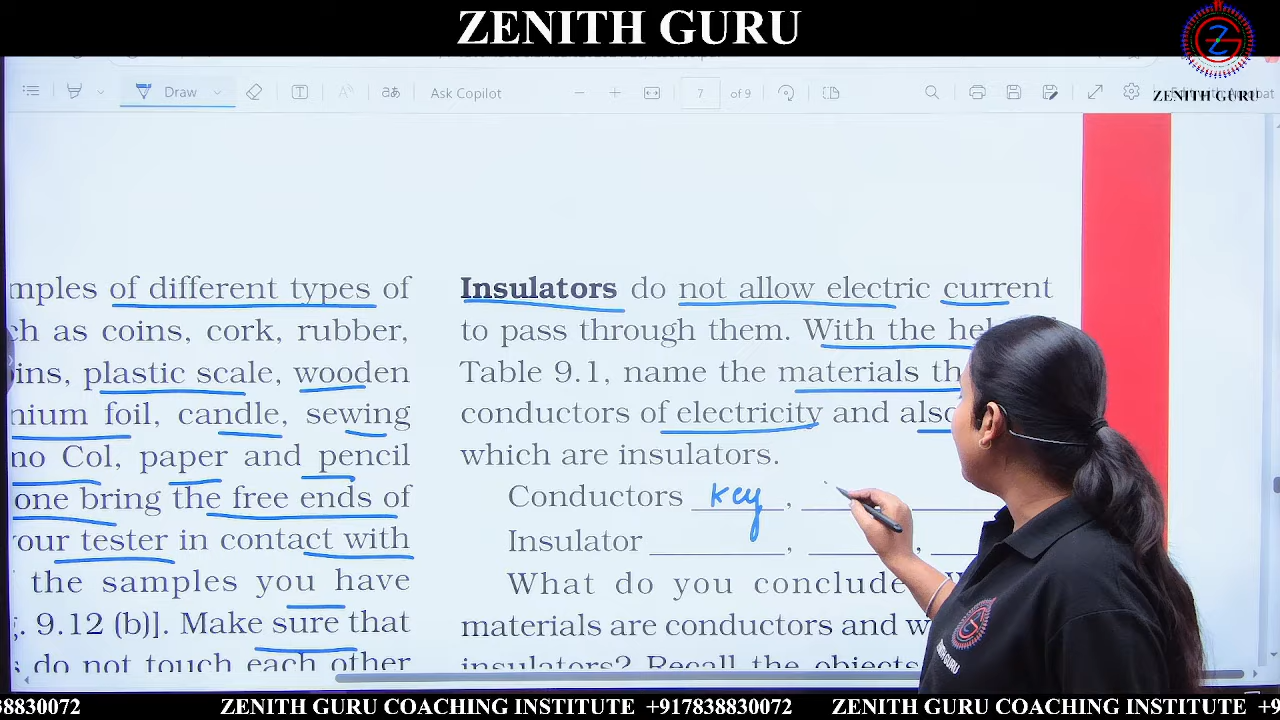 ZENITH GURU
ZENITH GURU
Draw
Ask Copilot
7 of 9
mples of different types of
ch as coins, cork, rubber,
ins, plastic scale, wooden
nium foil, candle, sewing
no Col, paper and pencil
one bring the free ends of
our tester in contact with
the samples you have
. 9.12 (b)]. Make sure that
do not touch each other
Insulators do not allow electric current
to pass through them. With the hel
Table 9.1, name the materials th
conductors of electricity and also
which are insulators.
Conductors key ,
Insulator , ,
What do you conclude
materials are conductors and w
insulators? Recall the objects
ZENITH GURU
38830072 ZENITH GURU COACHING INSTITUTE +917838830072 ZENITH GURU COACHING INSTITUTE +9